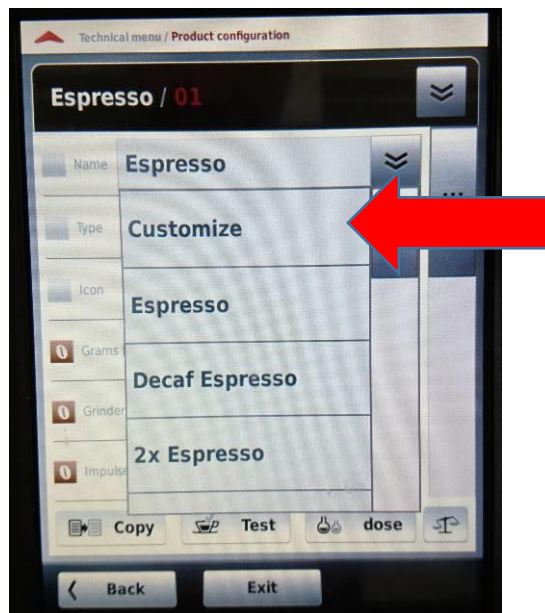 Technical menu / Product configuration
Espresso / 01
Name Espresso
Customize
Type
Icon
Espresso
Grams
Decaf Espresso
Grinder
2x Espresso
Impulse
Copy Test dose
Back Exit